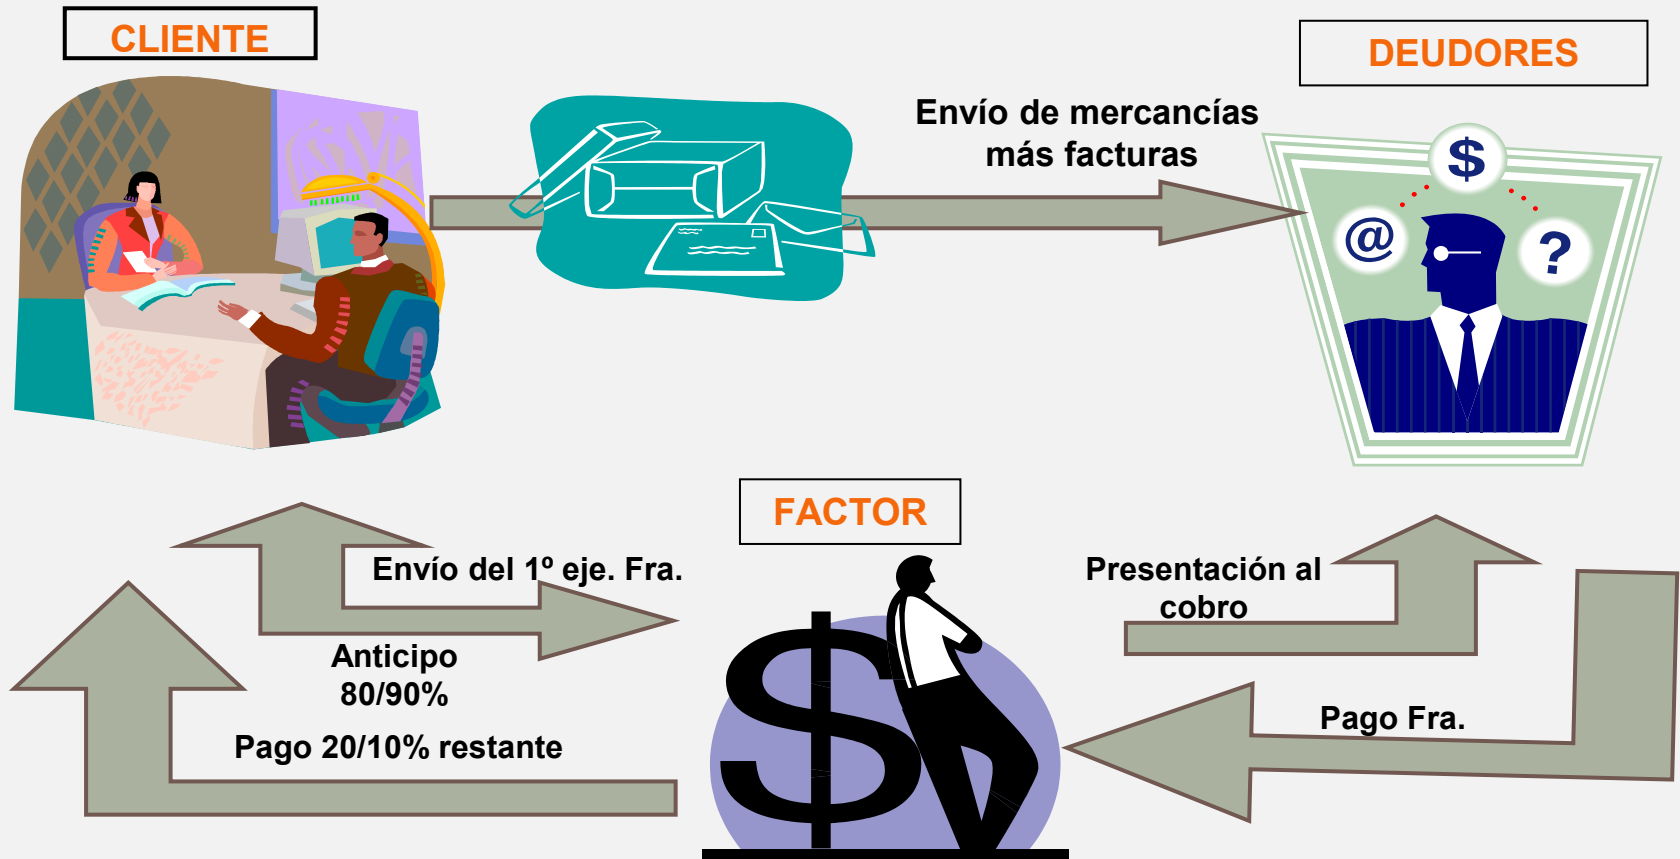 CLIENTE
DEUDORES
Envío de mercancías
más facturas
$
@
?
FACTOR
Envío del 1º eje. Fra.
Anticipo
80/90%
Pago 20/10% restante
Presentación al
cobro
Pago Fra.
$